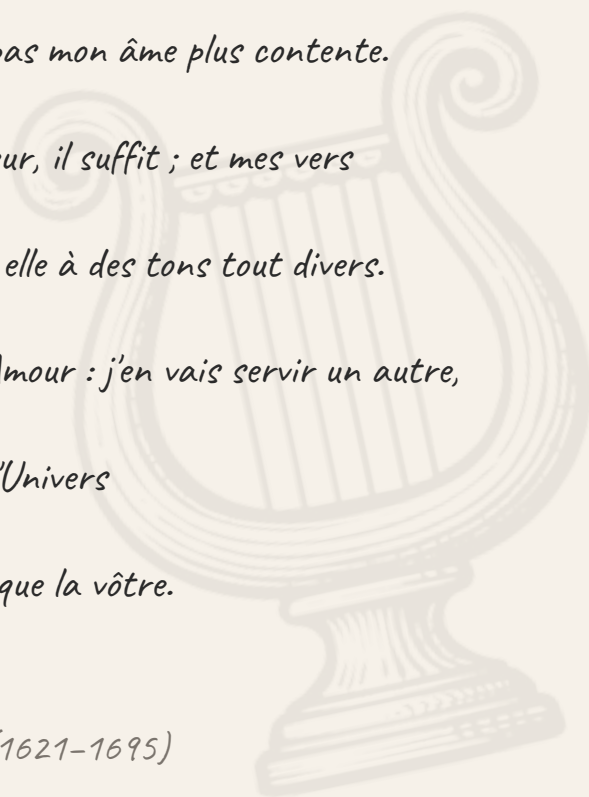 pas mon âme plus contente.
ur, il suffit ; et mes vers
elle à des tons tout divers.
Amour : j'en vais servir un autre,
l'Univers
que la vôtre.
(1621–1695)